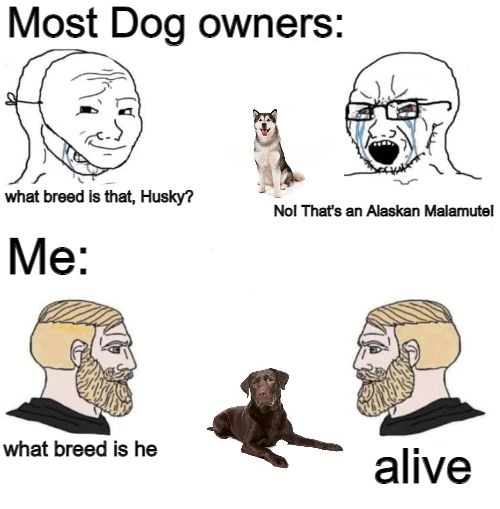 Most Dog owners:
what breed is that, Husky?
No! That's an Alaskan Malamute!
Me:
what breed is he
alive